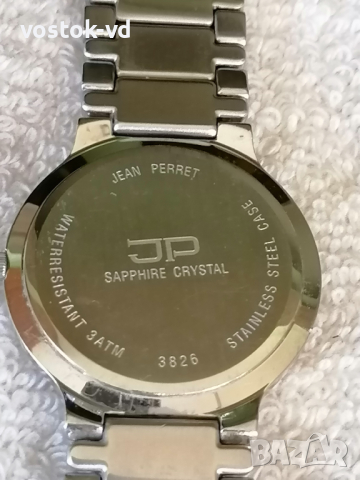 vostok-vd
JEAN PERRET
JP
SAPPHIRE CRYSTAL
WATERRESISTANT 3ATM
3826
STAINLESS STEEL CASE
BAZAR